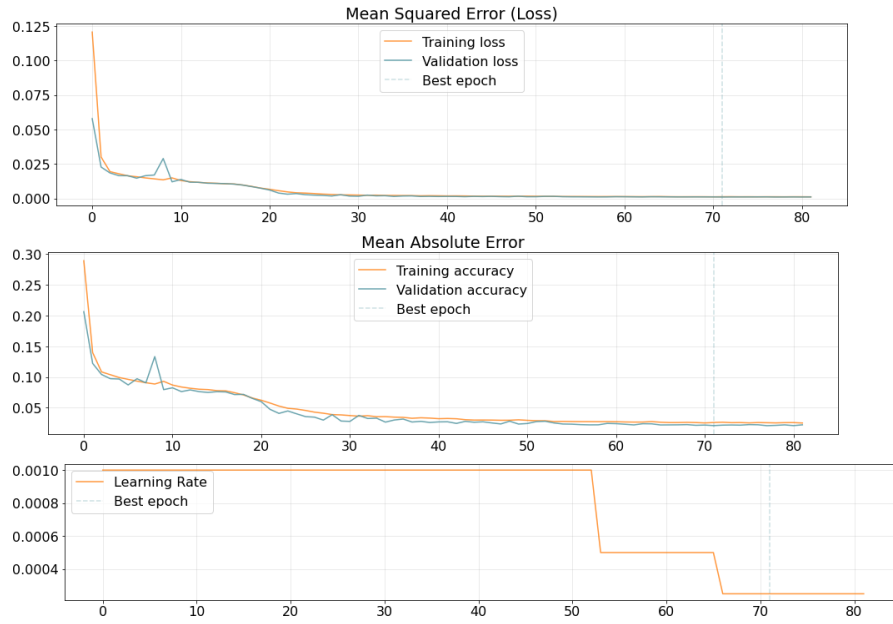 Mean Squared Error (Loss)
0.125
0.100
0.075
0.050
0.025
0.000
Training loss
Validation loss
Best epoch
0 10 20 30 40 50 60 70 80
Mean Absolute Error
0.30
0.25
0.20
0.15
0.10
0.05
Training accuracy
Validation accuracy
Best epoch
0 10 20 30 40 50 60 70 80
0.0010
0.0008
0.0006
0.0004
Learning Rate
Best epoch
0 10 20 30 40 50 60 70 80